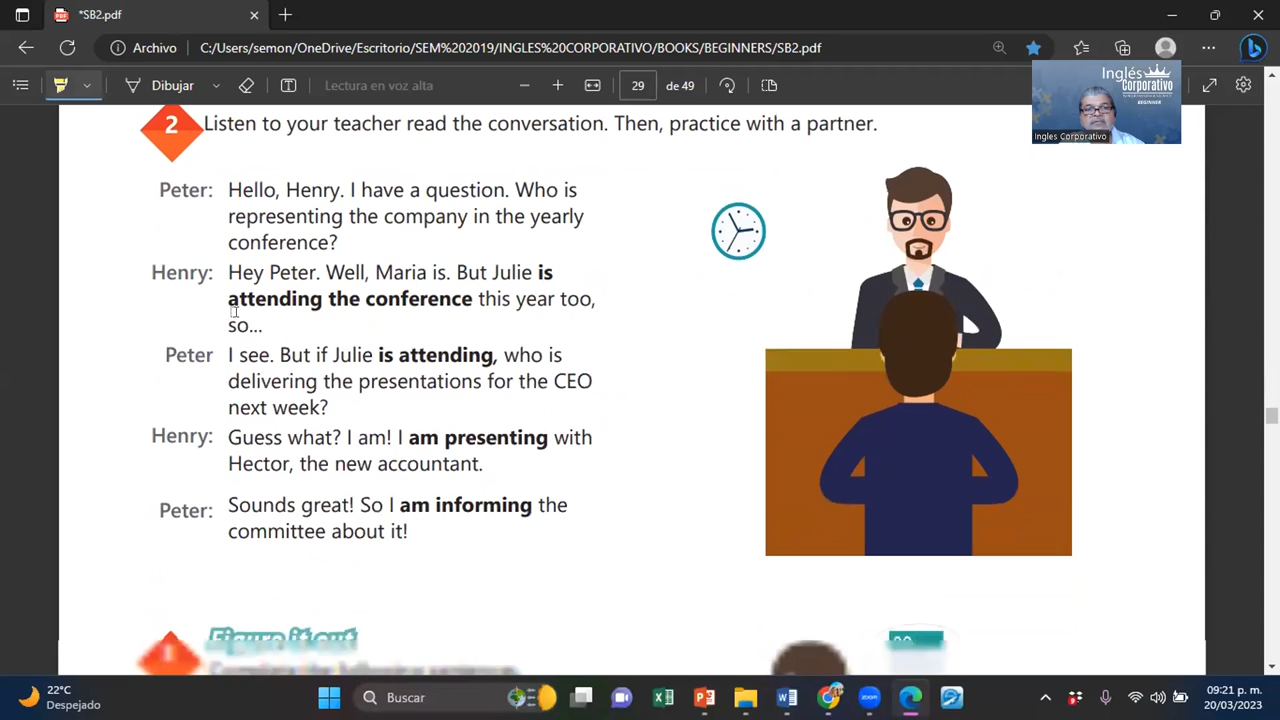 *SB2.pdf
Archivo
C:/Users/semon/OneDrive/Escritorio/SEM%202019/INGLES%20CORPORATIVO/BOOKS/BEGINNERS/SB2.pdf
Dibujar
Lectura en voz alta
29
de 49
Inglés
Corporativo
BEGINNER
Ingles Corporativo
2
Listen to your teacher read the conversation. Then, practice with a partner.
Peter: Hello, Henry. I have a question. Who is
representing the company in the yearly
conference?
Henry: Hey Peter. Well, Maria is. But Julie is
attending the conference this year too,
so...
Peter I see. But if Julie is attending, who is
delivering the presentations for the CEO
next week?
Henry: Guess what? I am! I am presenting with
Hector, the new accountant.
Peter: Sounds great! So I am informing the
committee about it!
Figure it out
Complete the following sentence
22°C
Despejado
Buscar
09:21 p. m.
20/03/2023